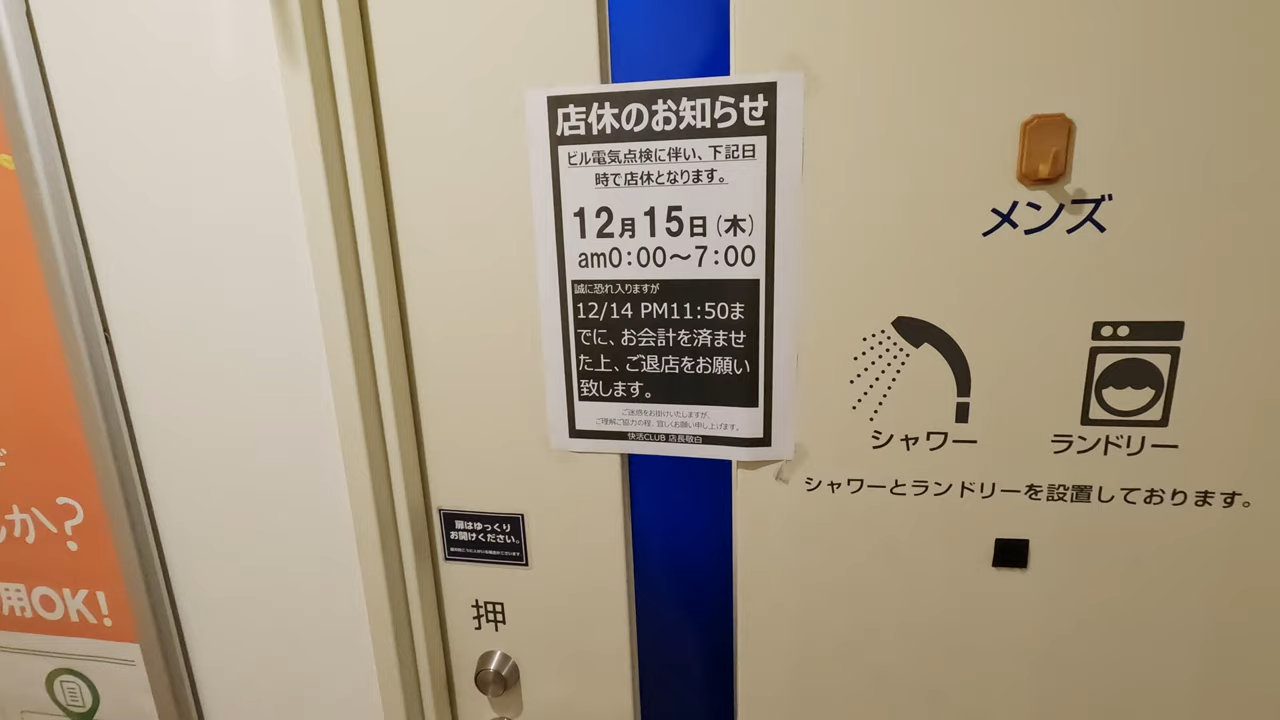 店休のお知らせ
ビル電気点検に伴い、下記日
時で店休となります。
12月15日(木)
am0:00～7:00
誠に恐れ入りますが
12/14 PM11:50ま
でに、お会計を済ませ
た上、ご退店をお願い
致します。
ご迷惑をお掛けいたしますが、
ご理解ご協力の程、宜しくお願い申し上げます。
快活CLUB 店長敬白
メンズ
シャワー
ランドリー
シャワーとランドリーを設置しております。
扉はゆっくり
お開けください。
押
か?
用OK!